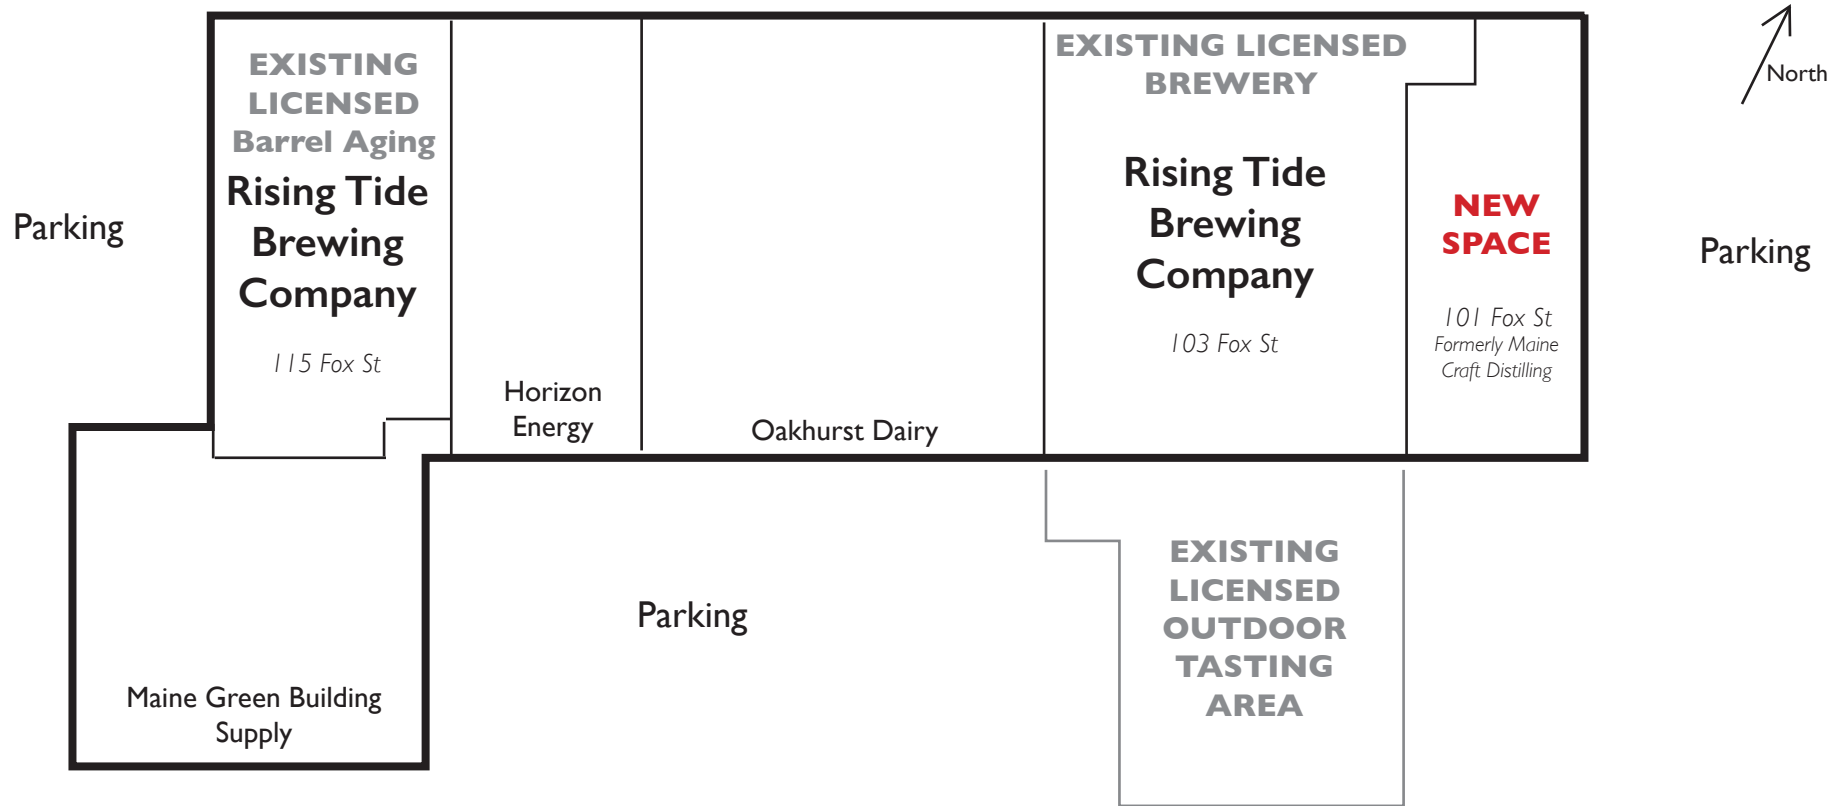 EXISTING
LICENSED
Barrel Aging
Rising Tide
Brewing
Company
115 Fox St
Parking
Horizon
Energy
Oakhurst Dairy
EXISTING LICENSED
BREWERY
Rising Tide
Brewing
Company
103 Fox St
NEW
SPACE
101 Fox St
Formerly Maine
Craft Distilling
North
Parking
Maine Green Building
Supply
Parking
EXISTING
LICENSED
OUTDOOR
TASTING
AREA